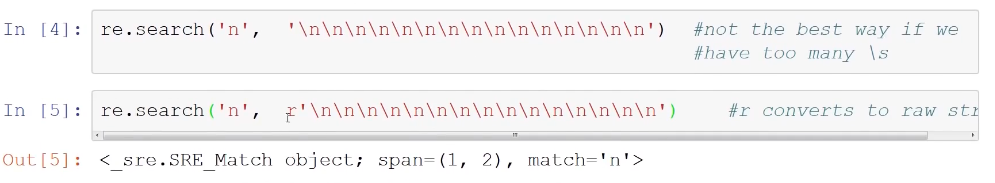 In [4]: re.search('n', '\n\n\n\n\n\n\n\n\n\n\n\n\n\n\n\n') #not the best way if we
#have too many \s
In [5]: re.search('n', r'\n\n\n\n\n\n\n\n\n\n\n\n\n\n\n\n') #r converts to raw str
Out[5]: <_sre.SRE_Match object; span=(1, 2), match='n'>